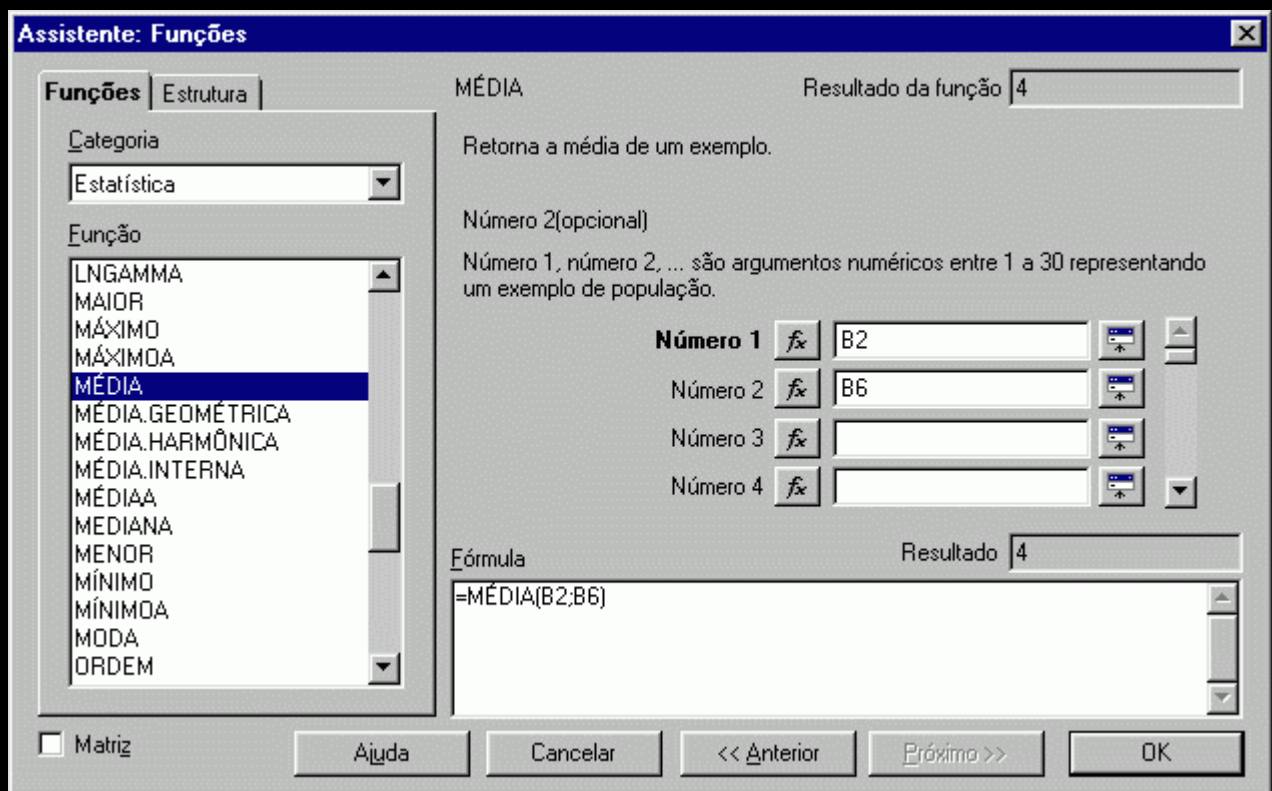 Assistente: Funções
Funções
Estrutura
Categoria
Estatística
Função
LNGAMMA
MAIOR
MÁXIMO
MÁXIMOA
MÉDIA
MÉDIA.GEOMÉTRICA
MÉDIA.HARMÔNICA
MÉDIA.INTERNA
MÉDIAA
MEDIANA
MENOR
MÍNIMO
MÍNIMOA
MODA
ORDEM
MÉDIA
Resultado da função 4
Retorna a média de um exemplo.
Número 2(opcional)
Número 1, número 2, ... são argumentos numéricos entre 1 a 30 representando
um exemplo de população.
Número 1 fx B2
Número 2 fx B6
Número 3 fx
Número 4 fx
Fórmula
Resultado 4
=MÉDIA(B2;B6)
Matriz
Ajuda
Cancelar
<< Anterior
Próximo >>
OK